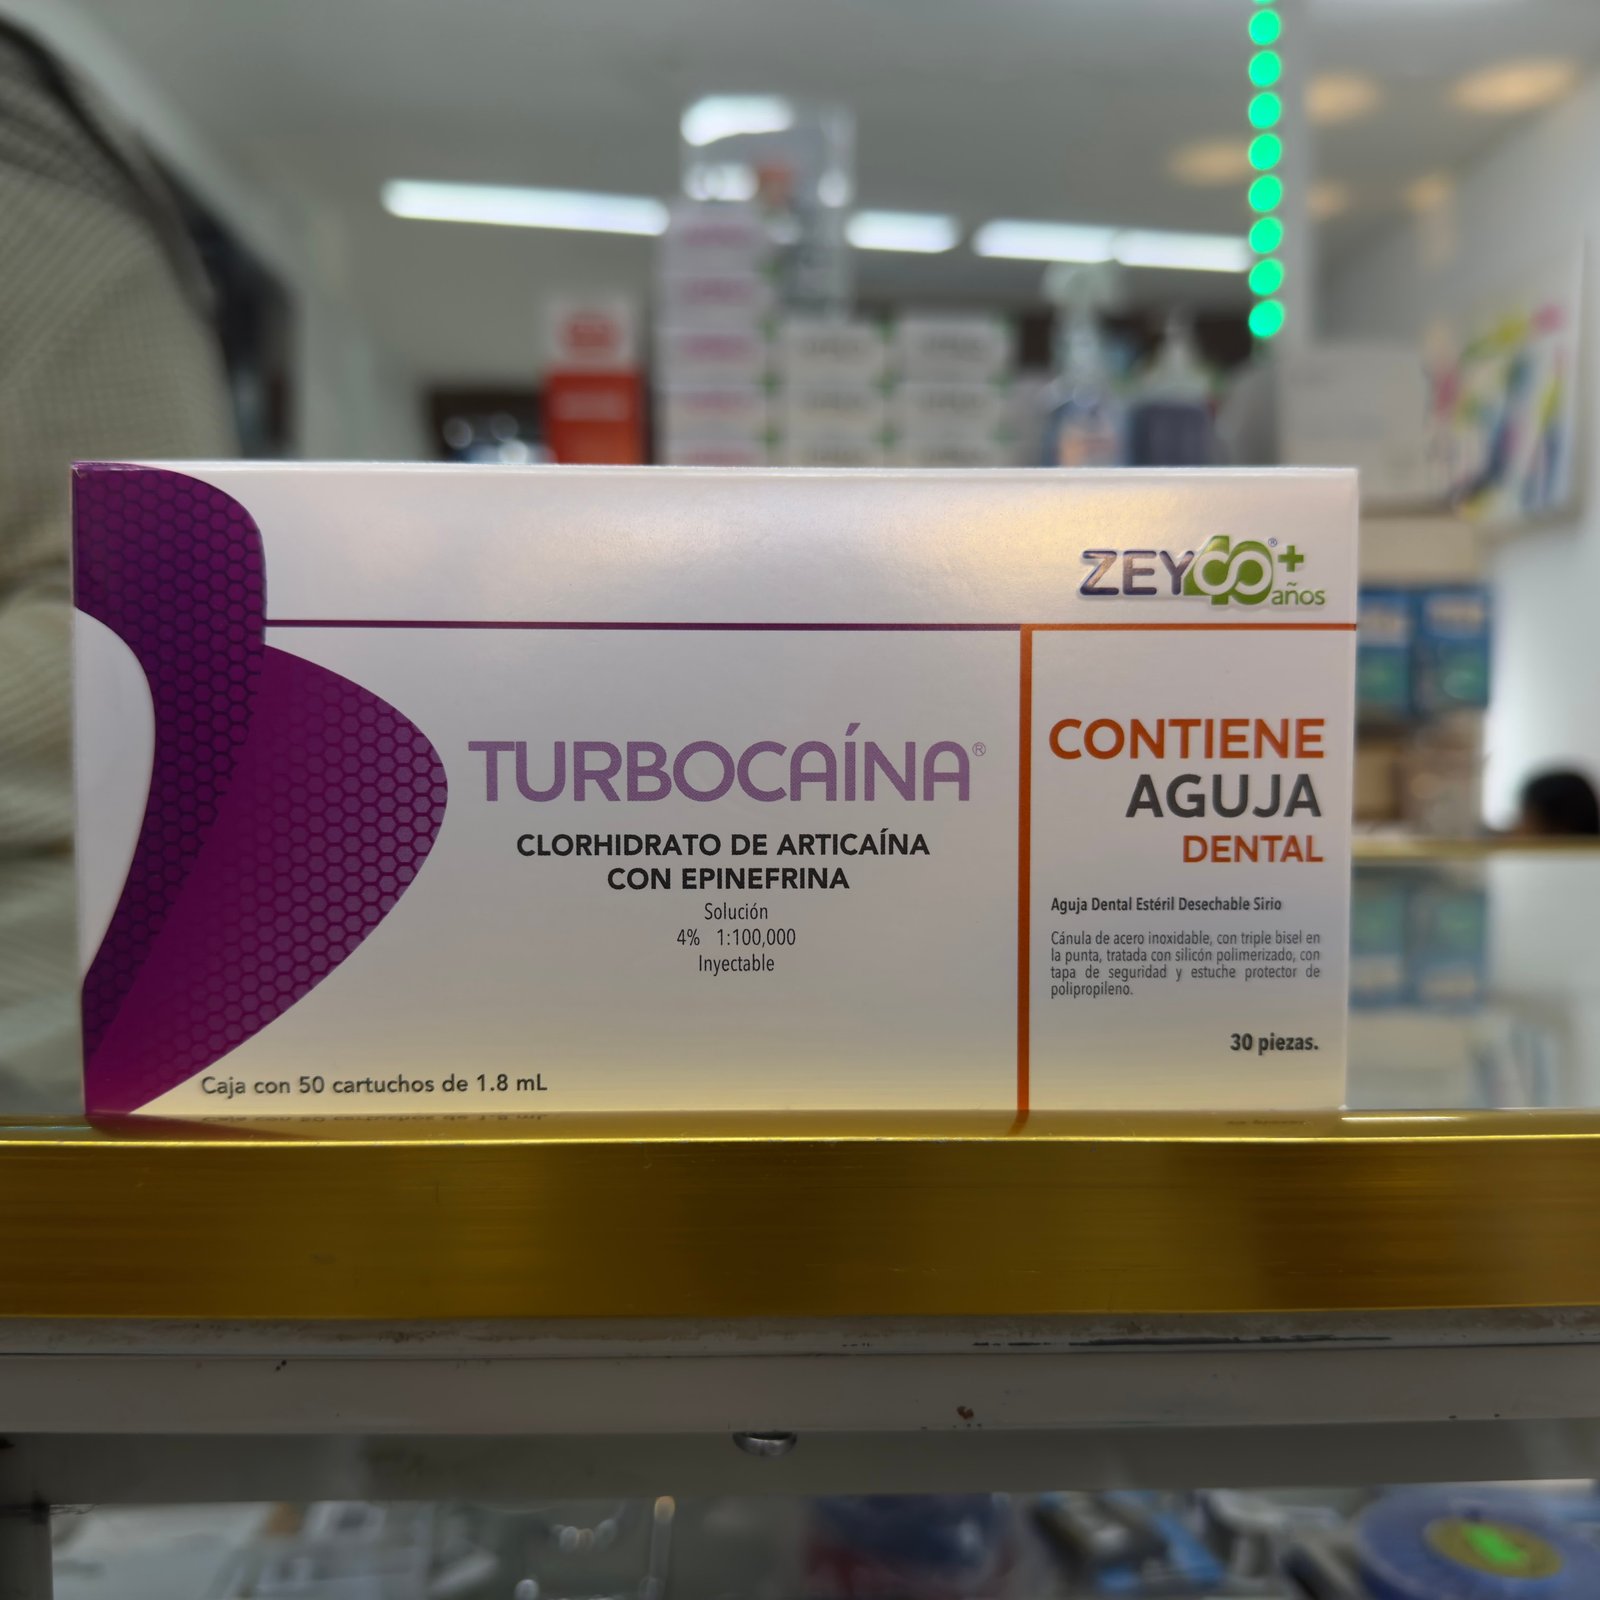 ZEYCO® 40+
años
TURBOCAÍNA®
CLORHIDRATO DE ARTICAÍNA
CON EPINEFRINA
Solución
4% 1:100,000
Inyectable
Caja con 50 cartuchos de 1.8 mL
CONTIENE
AGUJA
DENTAL
Aguja Dental Estéril Desechable Sirio
Cánula de acero inoxidable, con triple bisel en
la punta, tratada con silicón polimerizado, con
tapa de seguridad y estuche protector de
polipropileno.
30 piezas.